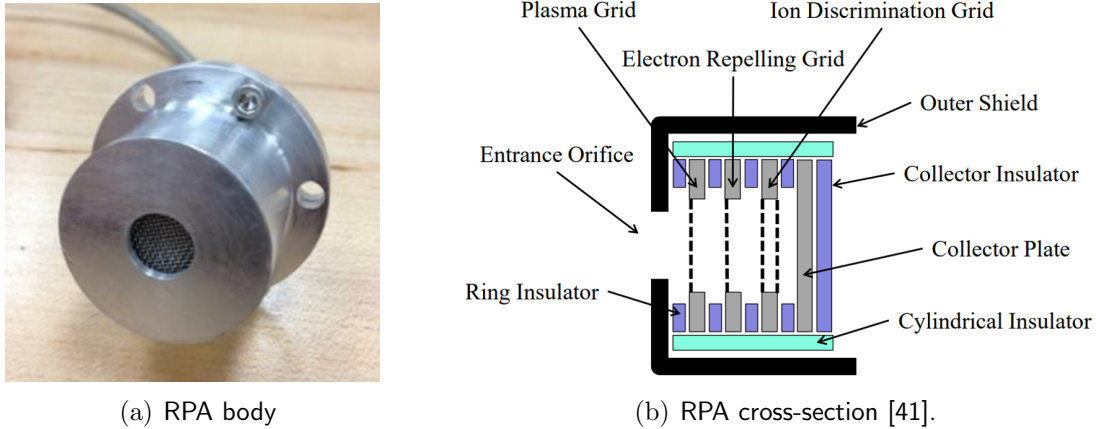 Plasma Grid
Ion Discrimination Grid
Electron Repelling Grid
Outer Shield
Entrance Orifice
Collector Insulator
Collector Plate
Ring Insulator
Cylindrical Insulator
(a) RPA body
(b) RPA cross-section [41].